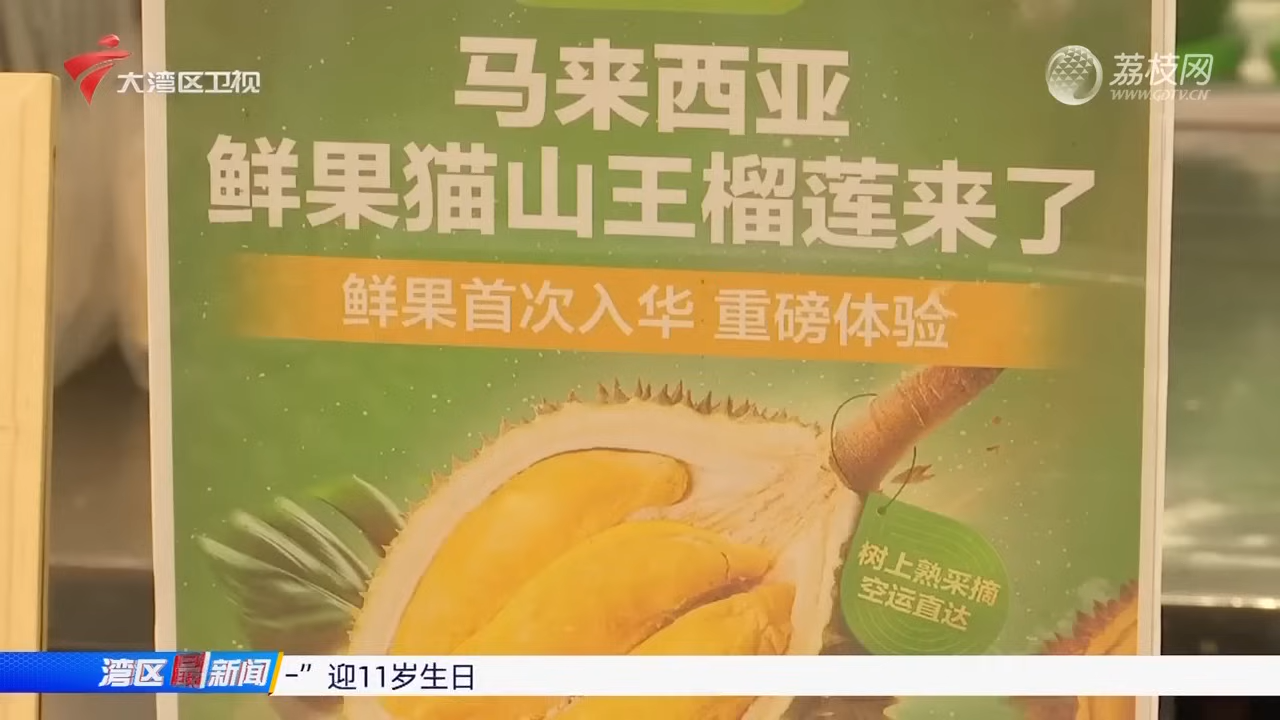 大湾区卫视
荔枝网
WWW.GDTV.CN
马来西亚
鲜果猫山王榴莲来了
鲜果首次入华 重磅体验
树上熟采摘
空运直达
湾区最新闻
-” 迎11岁生日